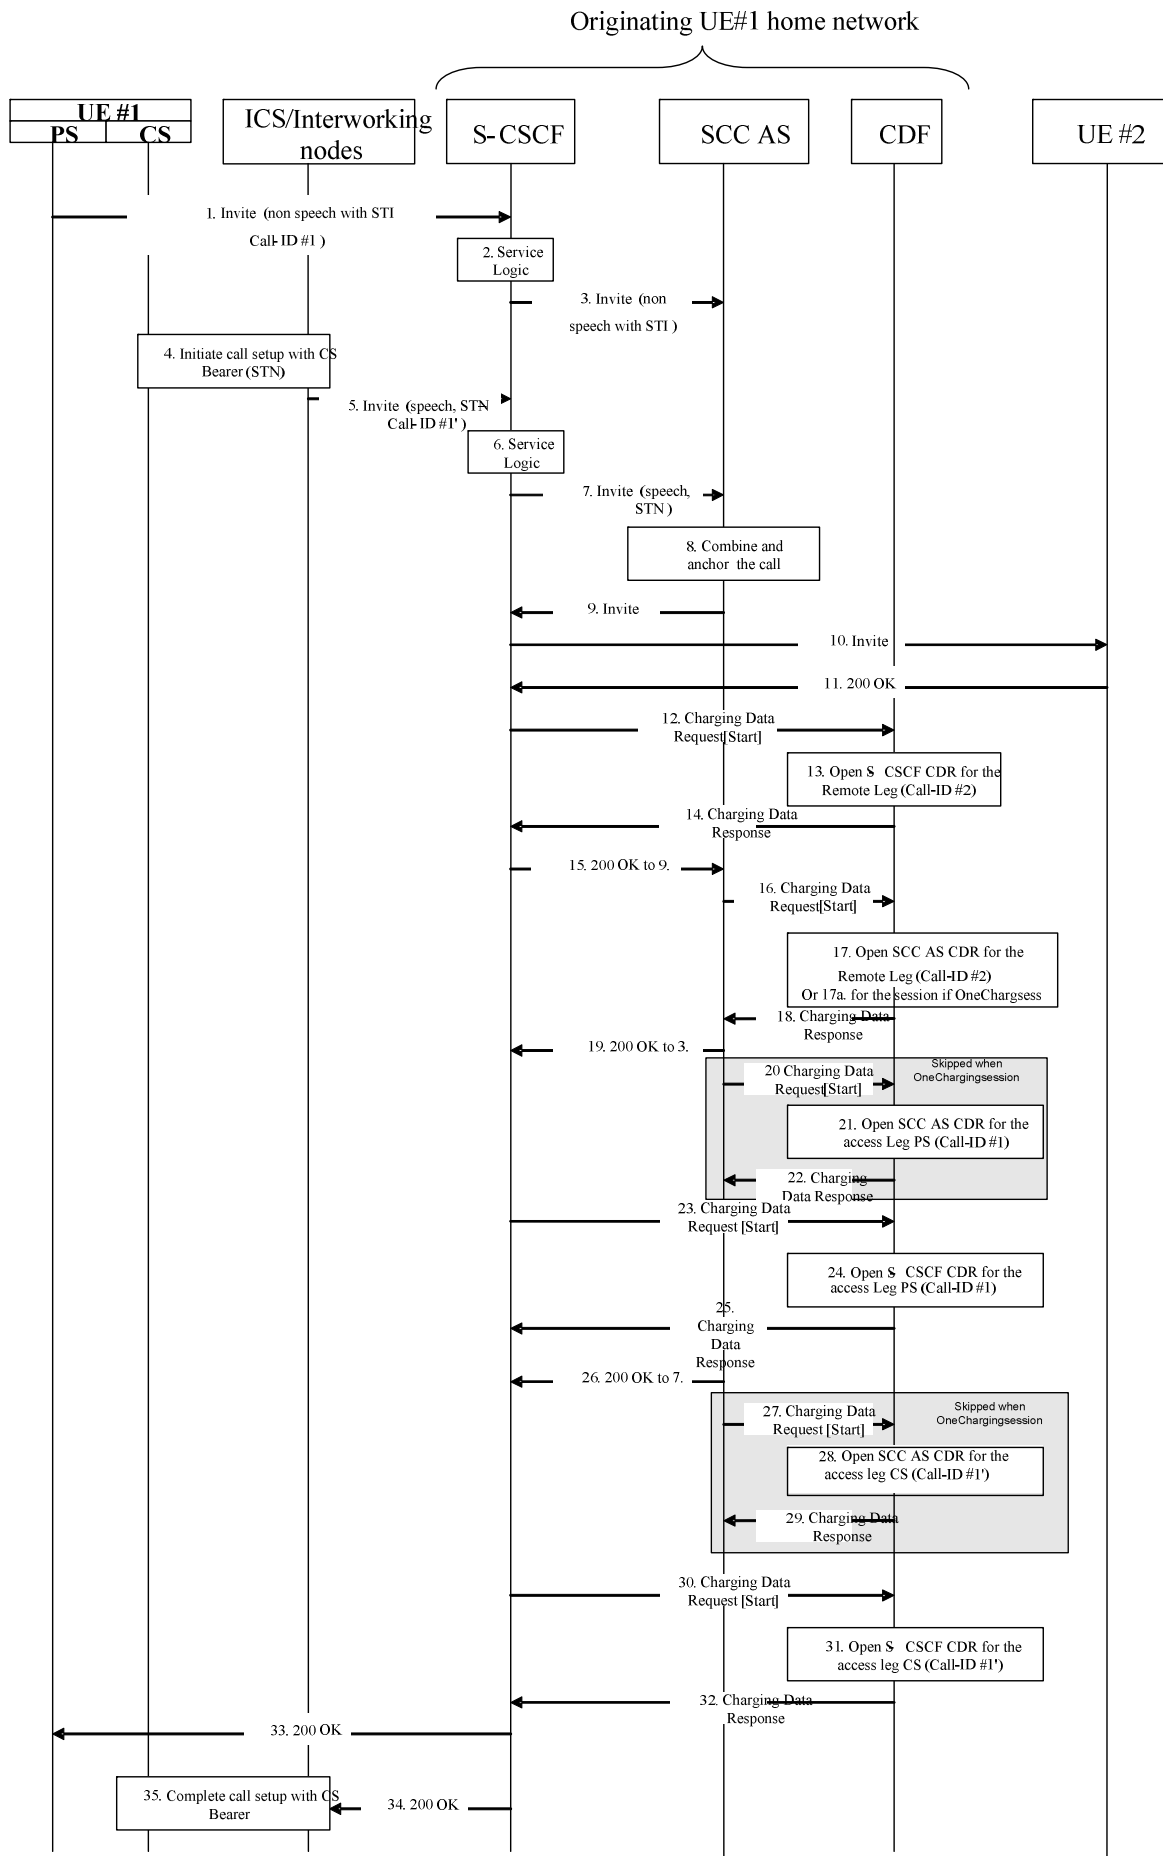 Originating UE#1 home network
UE #1
PS CS
ICS/Interworking
nodes
S-CSCF
SCC AS
CDF
UE #2
1. Invite (non speech with STI
Call-ID #1 )
2. Service
Logic
3. Invite (non
speech with STI )
4. Initiate call setup with CS
Bearer (STN)
5. Invite (speech, STN
Call-ID #1' )
6. Service
Logic
7. Invite (speech,
STN )
8. Combine and
anchor the call
9. Invite
10. Invite
11. 200 OK
12. Charging Data
Request[Start]
13. Open S- CSCF CDR for the
Remote Leg (Call-ID #2)
14. Charging Data
Response
15. 200 OK to 9.
16. Charging Data
Request[Start]
17. Open SCC AS CDR for the
Remote Leg (Call-ID #2)
Or 17a. for the session if OneChargsess
18. Charging Data
Response
19. 200 OK to 3.
Skipped when
OneChargingsession
20 Charging Data
Request[Start]
21. Open SCC AS CDR for the
access Leg PS (Call-ID #1)
22. Charging
Data Response
23. Charging Data
Request [Start]
24. Open S- CSCF CDR for the
access Leg PS (Call-ID #1)
25.
Charging
Data
Response
26. 200 OK to 7.
Skipped when
OneChargingsession
27. Charging Data
Request [Start]
28. Open SCC AS CDR for the
access leg CS (Call-ID #1')
29. Charging Data
Response
30. Charging Data
Request [Start]
31. Open S- CSCF CDR for the
access leg CS (Call-ID #1')
32. Charging Data
Response
33. 200 OK
35. Complete call setup with CS
Bearer
34. 200 OK